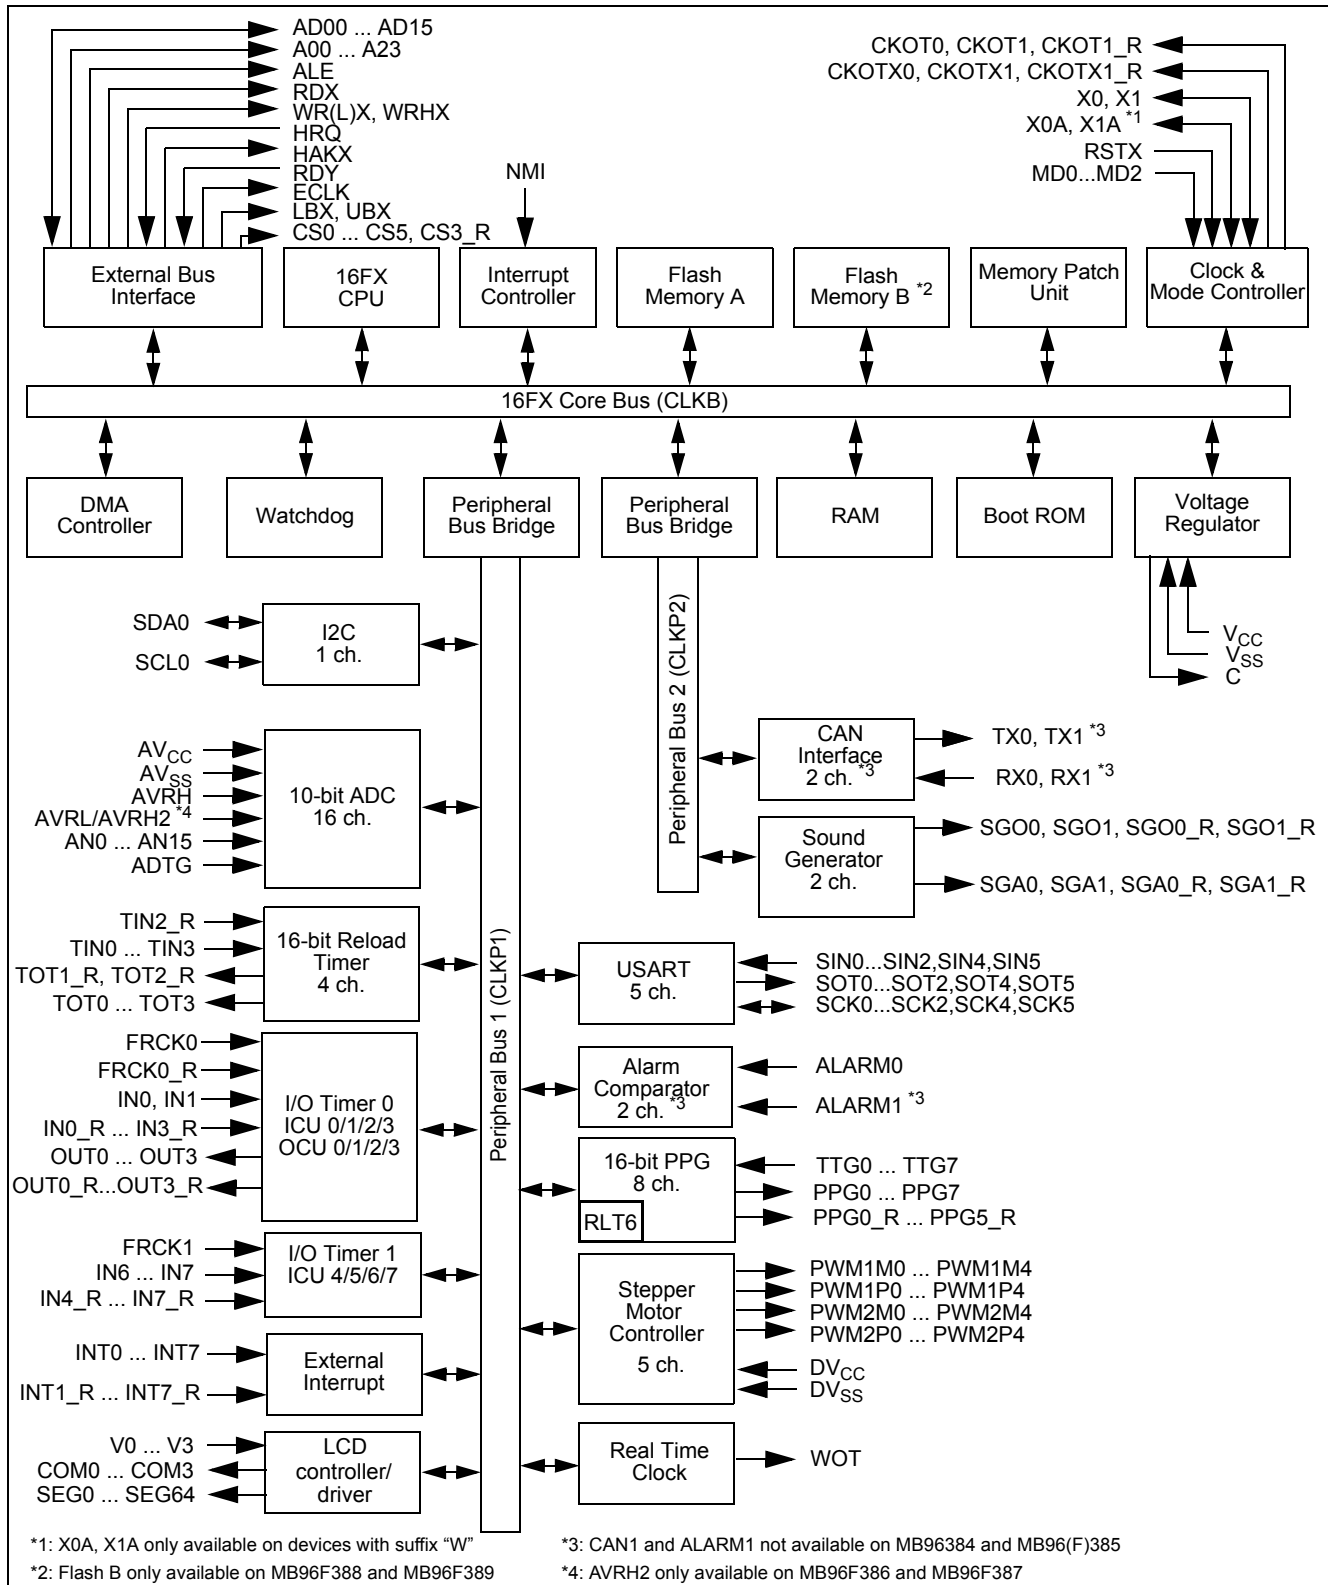 AD00 ... AD15
A00 ... A23
ALE
RDX
WR(L)X, WRHX
HRQ
HAKX
RDY
ECLK
LBX, UBX
CS0 ... CS5, CS3_R
NMI
CKOT0, CKOT1, CKOT1_R
CKOTX0, CKOTX1, CKOTX1_R
X0, X1
X0A, X1A *1
RSTX
MD0...MD2
External Bus
Interface
16FX
CPU
Interrupt
Controller
Flash
Memory A
Flash
Memory B *2
Memory Patch
Unit
Clock &
Mode Controller
16FX Core Bus (CLKB)
DMA
Controller
Watchdog
Peripheral
Bus Bridge
Peripheral
Bus Bridge
RAM
Boot ROM
Voltage
Regulator
VCC
VSS
C
Peripheral Bus 1 (CLKP1)
Peripheral Bus 2 (CLKP2)
SDA0
SCL0
I2C
1 ch.
AVCC
AVSS
AVRH
AVRL/AVRH2 *4
AN0 ... AN15
ADTG
10-bit ADC
16 ch.
TIN2_R
TIN0 ... TIN3
TOT1_R, TOT2_R
TOT0 ... TOT3
16-bit Reload
Timer
4 ch.
FRCK0
FRCK0_R
IN0, IN1
IN0_R ... IN3_R
OUT0 ... OUT3
OUT0_R...OUT3_R
I/O Timer 0
ICU 0/1/2/3
OCU 0/1/2/3
FRCK1
IN6 ... IN7
IN4_R ... IN7_R
I/O Timer 1
ICU 4/5/6/7
INT0 ... INT7
INT1_R ... INT7_R
External
Interrupt
V0 ... V3
COM0 ... COM3
SEG0 ... SEG64
LCD
controller/
driver
CAN
Interface
2 ch. *3
TX0, TX1 *3
RX0, RX1 *3
Sound
Generator
2 ch.
SGO0, SGO1, SGO0_R, SGO1_R
SGA0, SGA1, SGA0_R, SGA1_R
USART
5 ch.
SIN0...SIN2,SIN4,SIN5
SOT0...SOT2,SOT4,SOT5
SCK0...SCK2,SCK4,SCK5
Alarm
Comparator
2 ch. *3
ALARM0
ALARM1 *3
16-bit PPG
8 ch.
RLT6
TTG0 ... TTG7
PPG0 ... PPG7
PPG0_R ... PPG5_R
Stepper
Motor
Controller
5 ch.
PWM1M0 ... PWM1M4
PWM1P0 ... PWM1P4
PWM2M0 ... PWM2M4
PWM2P0 ... PWM2P4
DVCC
DVSS
Real Time
Clock
WOT
*1: X0A, X1A only available on devices with suffix “W”
*2: Flash B only available on MB96F388 and MB96F389
*3: CAN1 and ALARM1 not available on MB96384 and MB96(F)385
*4: AVRH2 only available on MB96F386 and MB96F387